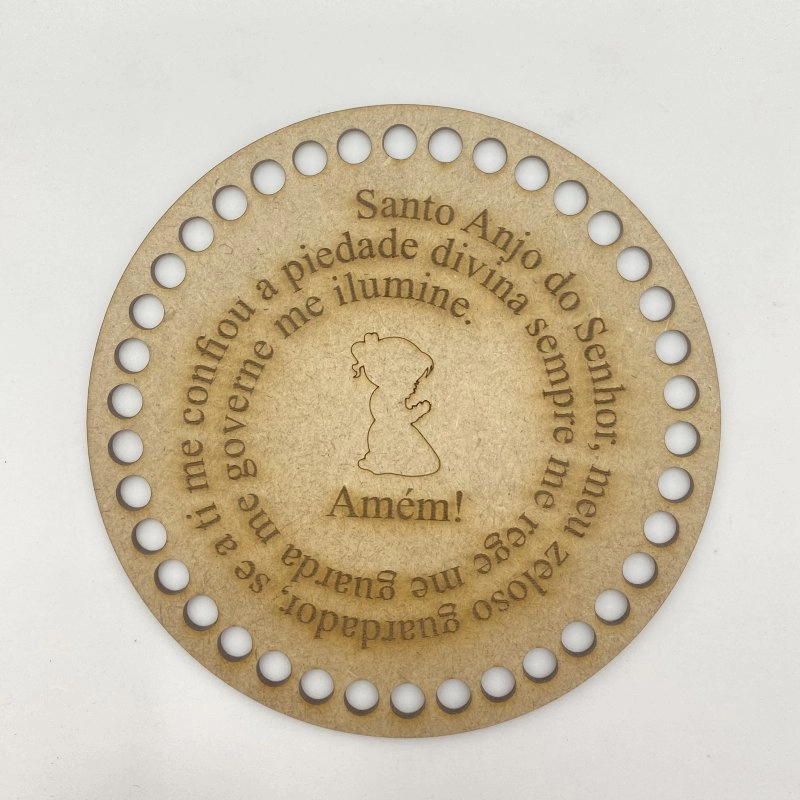 Santo Anjo do Senhor, meu zeloso guardador, se a ti me confiou a piedade divina sempre me rege me guarda me governe me ilumine.
Amém!